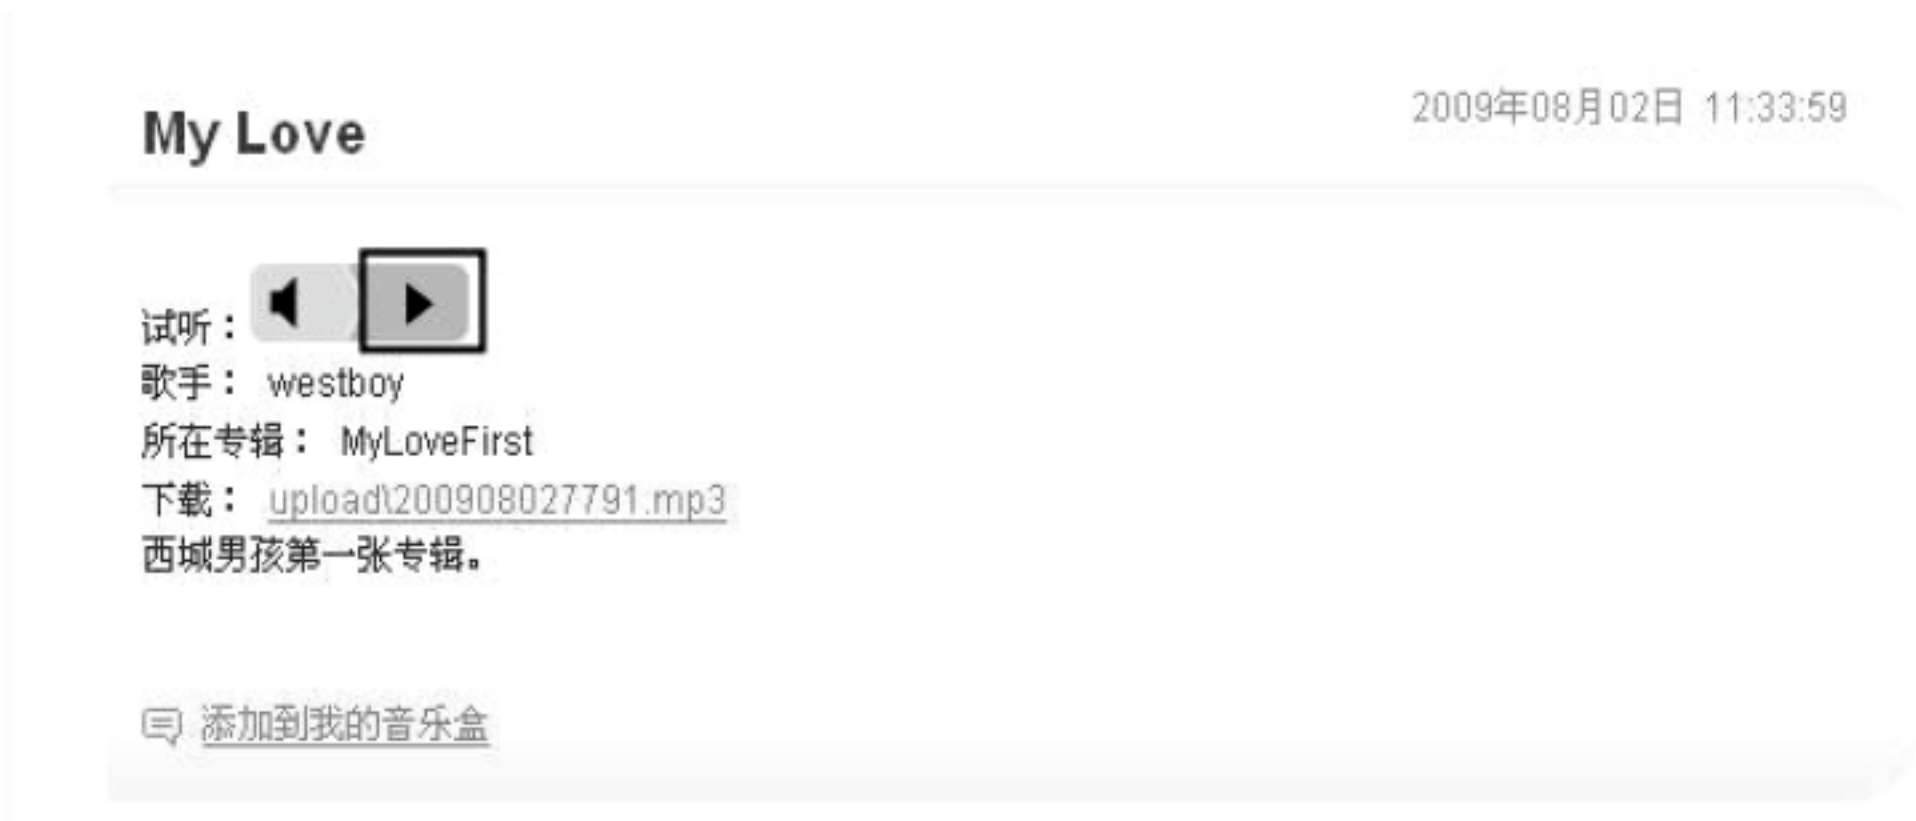 My Love
2009年08月02日 11:33:59
试听：
歌手： westboy
所在专辑： MyLoveFirst
下载： upload\200908027791.mp3
西域男孩第一张专辑。
添加到我的音乐盒